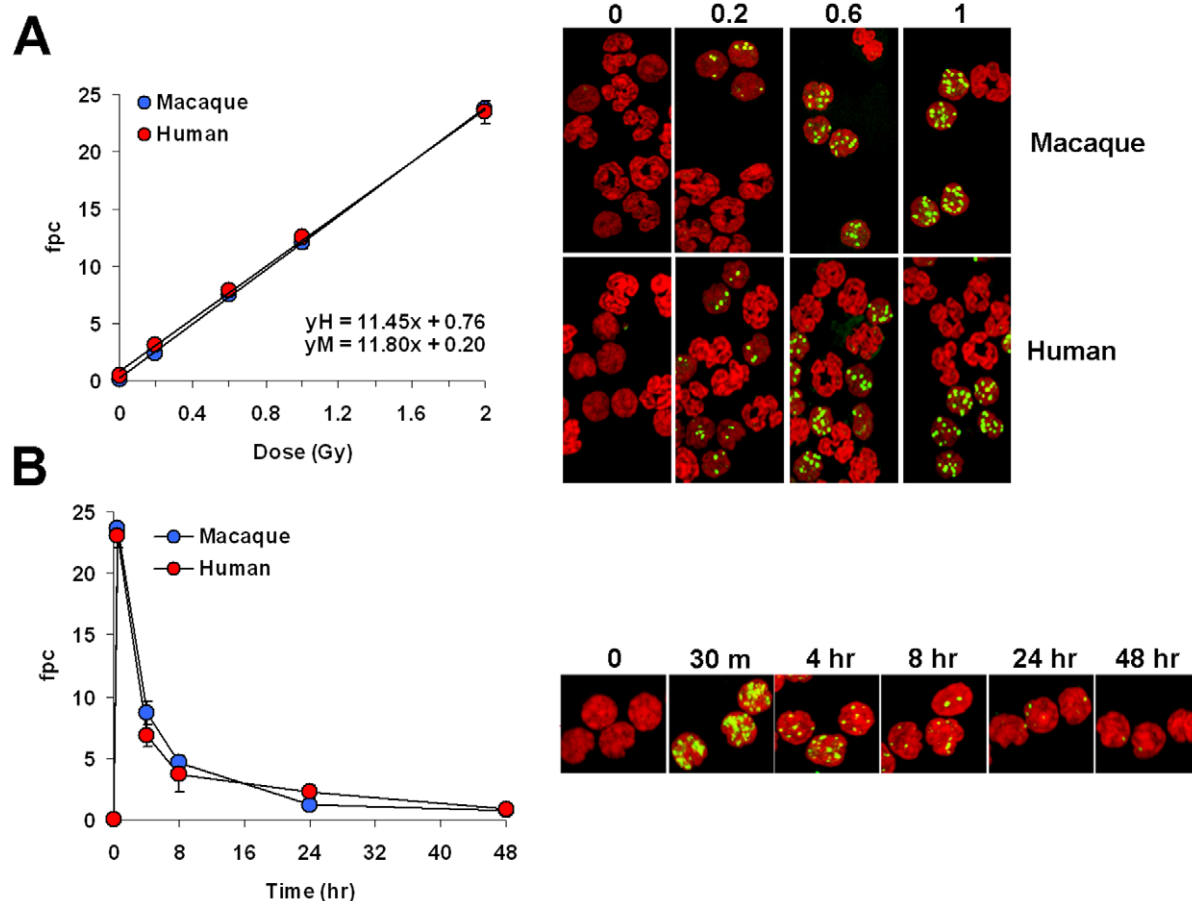 A
0 0.2 0.6 1
25
20
15
10
5
0
fpc
Macaque
Human
yH = 11.45x + 0.76
yM = 11.80x + 0.20
0 0.4 0.8 1.2 1.6 2
Dose (Gy)
Macaque
Human
B
25
20
15
10
5
0
fpc
Macaque
Human
0 8 16 24 32 40 48
Time (hr)
0 30 m 4 hr 8 hr 24 hr 48 hr